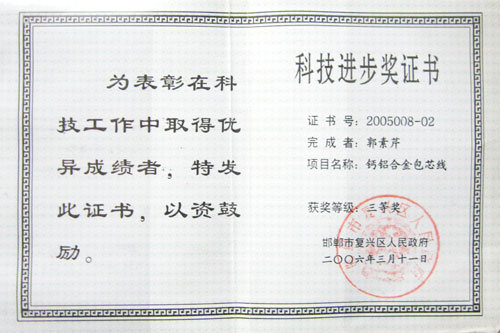 为表彰在科
技工作中取得优
异成绩者，特发
此证书，以资鼓
励。
科技进步奖证书
证书号：2005008-02
完成者：郭素芹
项目名称：钙铝合金包芯线
获奖等级：三等奖
邯郸市复兴区人民政府
二〇〇六年三月十一日